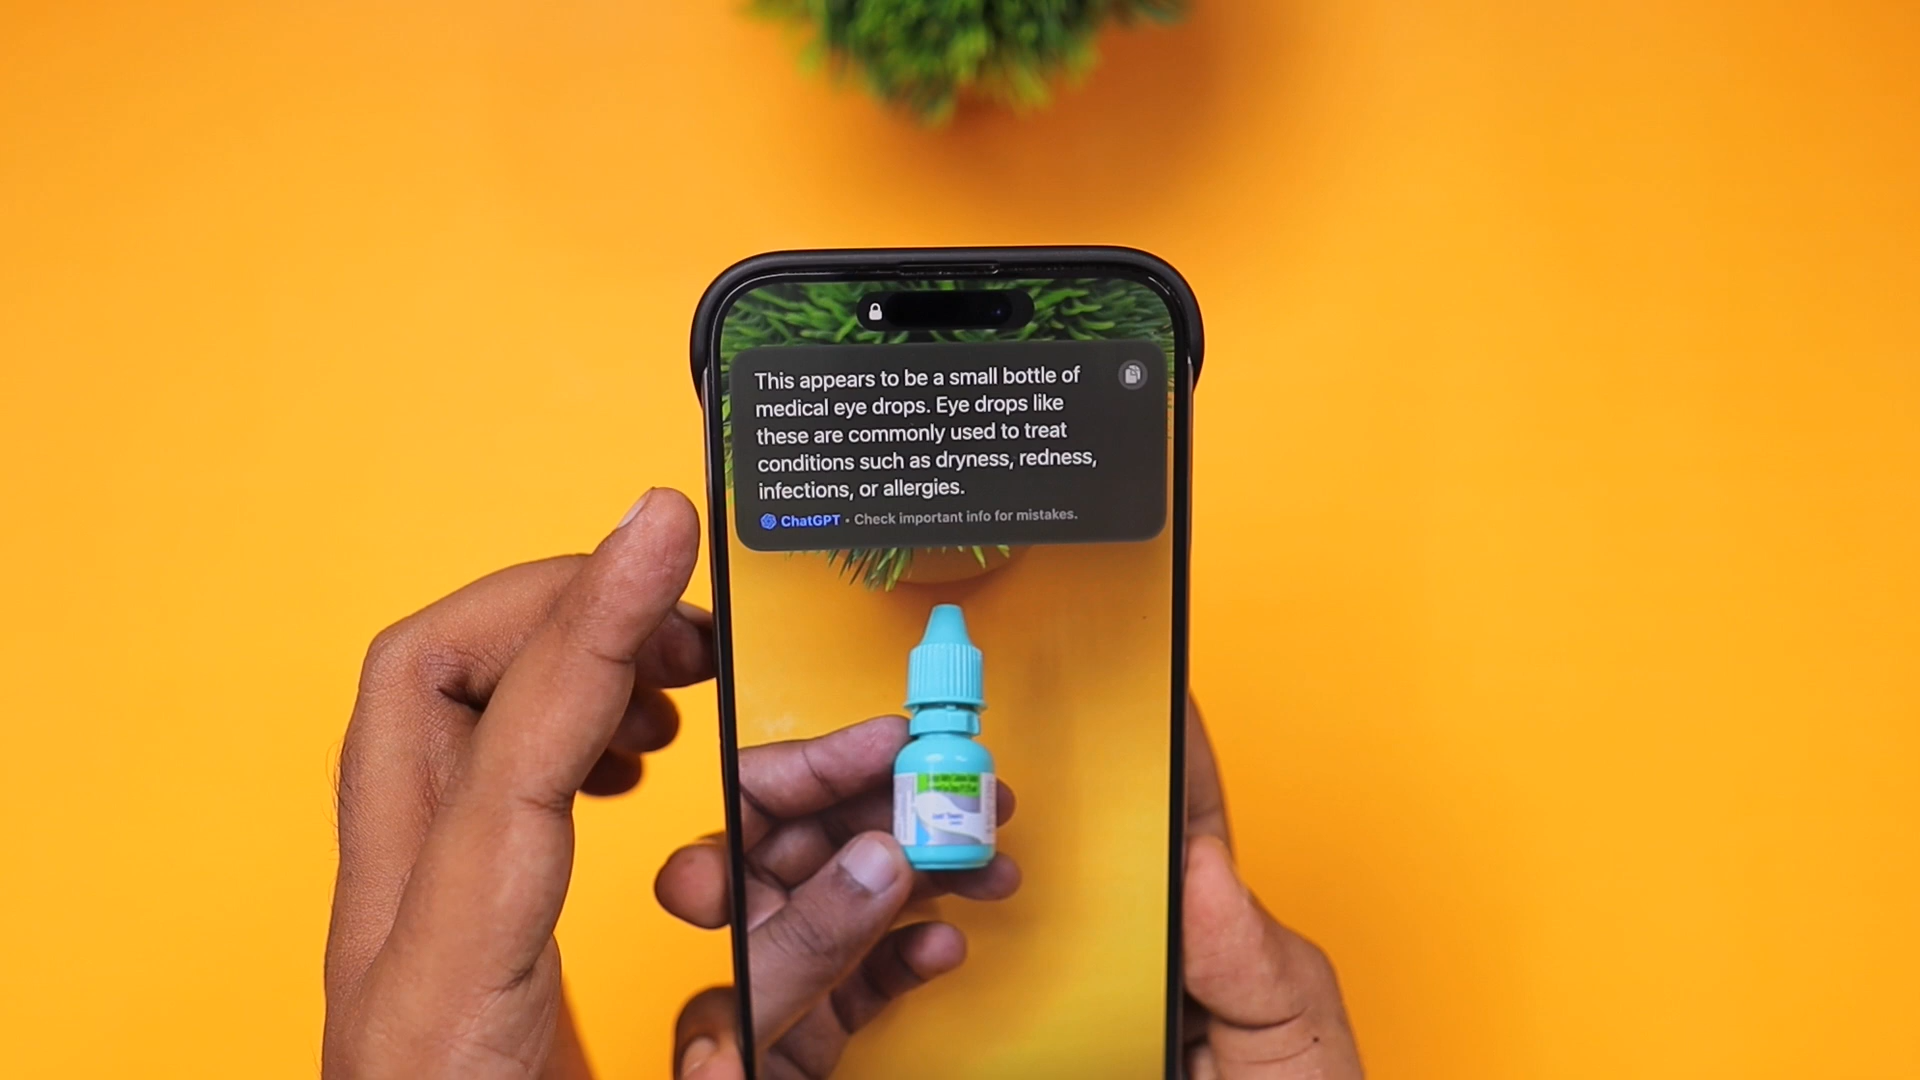 This appears to be a small bottle of
medical eye drops. Eye drops like
these are commonly used to treat
conditions such as dryness, redness,
infections, or allergies.
ChatGPT • Check important info for mistakes.